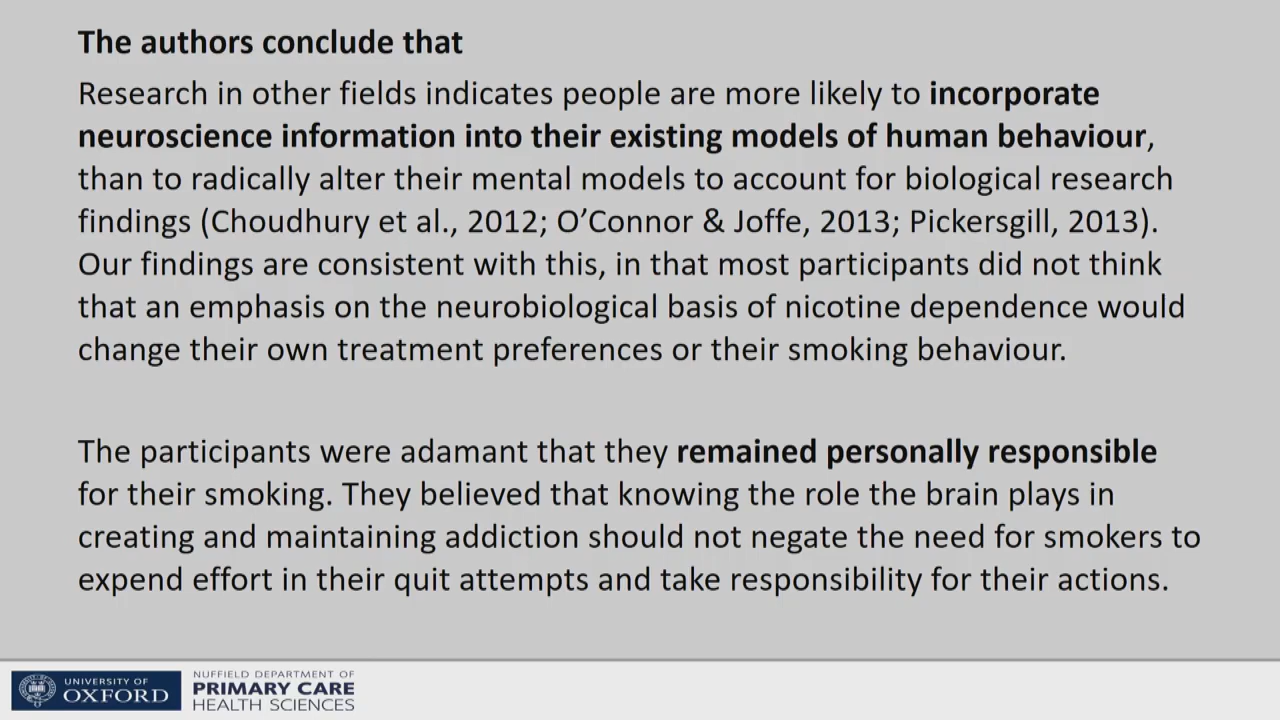 The authors conclude that
Research in other fields indicates people are more likely to incorporate
neuroscience information into their existing models of human behaviour,
than to radically alter their mental models to account for biological research
findings (Choudhury et al., 2012; O’Connor & Joffe, 2013; Pickersgill, 2013).
Our findings are consistent with this, in that most participants did not think
that an emphasis on the neurobiological basis of nicotine dependence would
change their own treatment preferences or their smoking behaviour.
The participants were adamant that they remained personally responsible
for their smoking. They believed that knowing the role the brain plays in
creating and maintaining addiction should not negate the need for smokers to
expend effort in their quit attempts and take responsibility for their actions.
UNIVERSITY OF
OXFORD
NUFFIELD DEPARTMENT OF
PRIMARY CARE
HEALTH SCIENCES